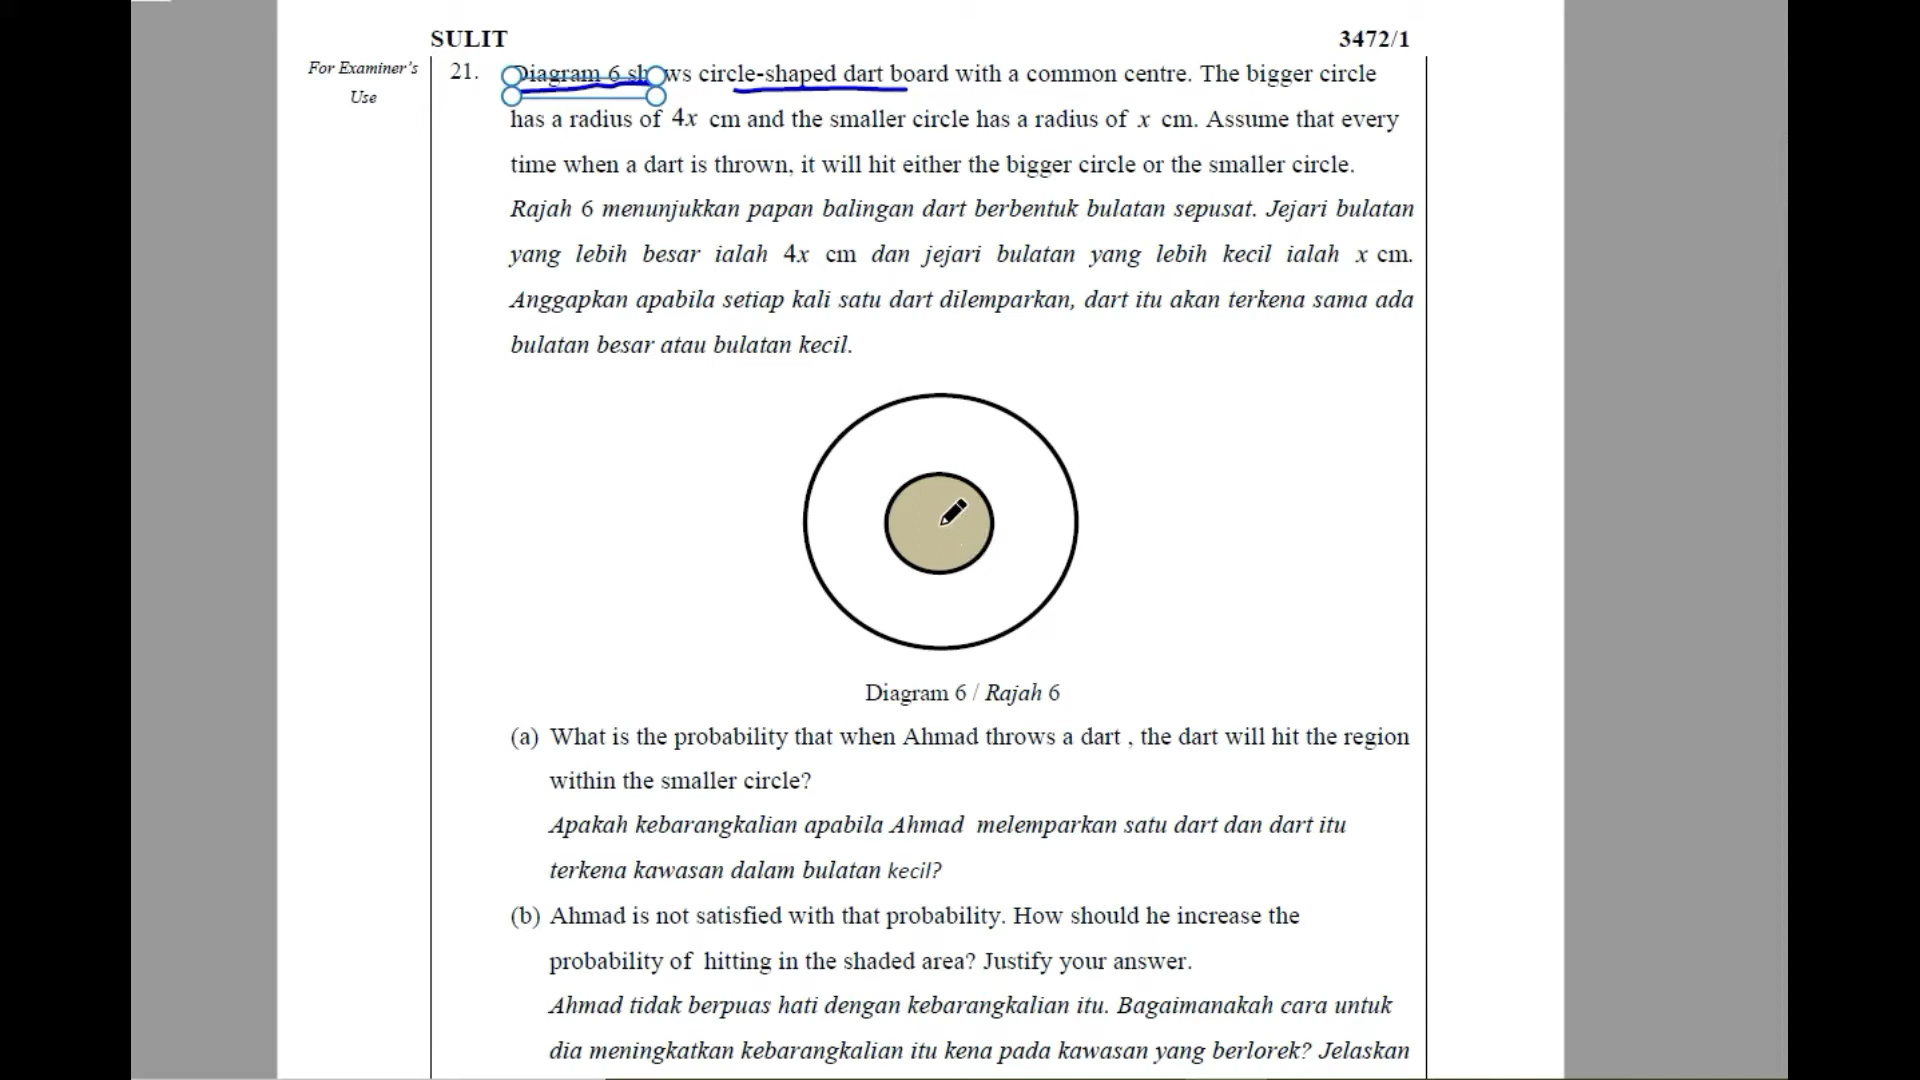 SULIT 3472/1
For Examiner's
Use
21. Diagram 6 shows circle-shaped dart board with a common centre. The bigger circle
has a radius of 4x cm and the smaller circle has a radius of x cm. Assume that every
time when a dart is thrown, it will hit either the bigger circle or the smaller circle.
Rajah 6 menunjukkan papan balingan dart berbentuk bulatan sepusat. Jejari bulatan
yang lebih besar ialah 4x cm dan jejari bulatan yang lebih kecil ialah x cm.
Anggapkan apabila setiap kali satu dart dilemparkan, dart itu akan terkena sama ada
bulatan besar atau bulatan kecil.
Diagram 6 / Rajah 6
(a) What is the probability that when Ahmad throws a dart , the dart will hit the region
within the smaller circle?
Apakah kebarangkalian apabila Ahmad melemparkan satu dart dan dart itu
terkena kawasan dalam bulatan kecil?
(b) Ahmad is not satisfied with that probability. How should he increase the
probability of hitting in the shaded area? Justify your answer.
Ahmad tidak berpuas hati dengan kebarangkalian itu. Bagaimanakah cara untuk
dia meningkatkan kebarangkalian itu kena pada kawasan yang berlorek? Jelaskan